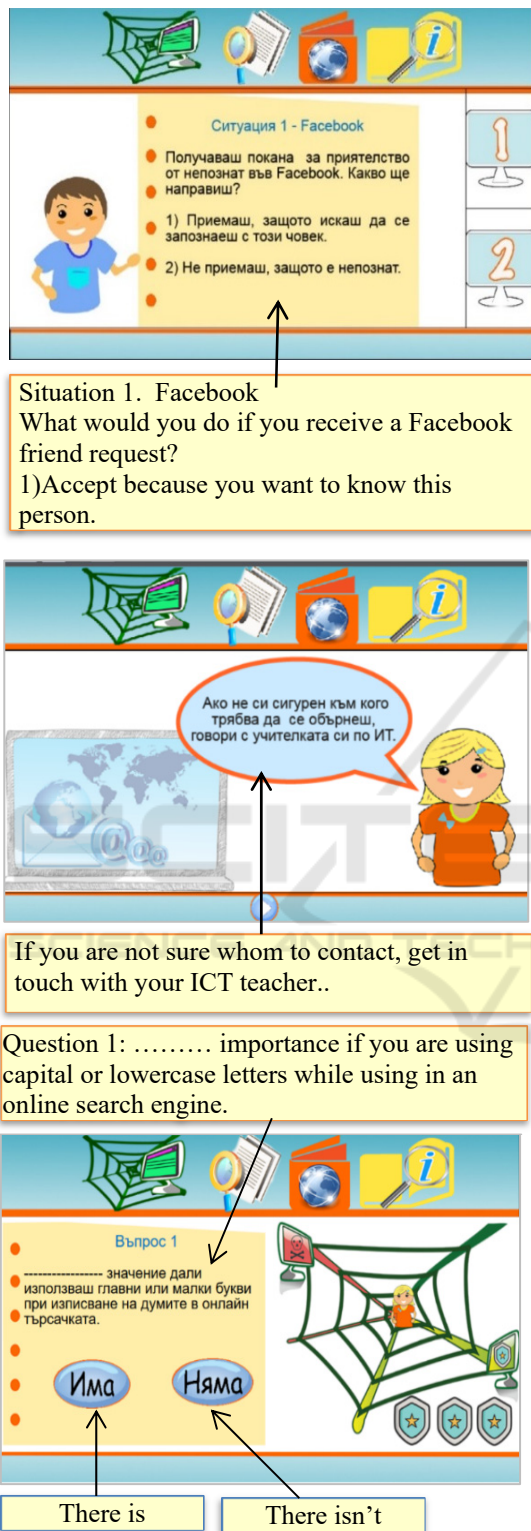 Ситуация 1 - Facebook
Получаваш покана за приятелство
от непознат във Facebook. Какво ще
направиш?
1) Приемаш, защото искаш да се
запознаеш с този човек.
2) Не приемаш, защото е непознат.
1
2
Situation 1. Facebook
What would you do if you receive a Facebook
friend request?
1)Accept because you want to know this
person.
Ако не си сигурен към кого
трябва да се обърнеш,
говори с учителката си по ИТ.
If you are not sure whom to contact, get in
touch with your ICT teacher..
Question 1: ……… importance if you are using
capital or lowercase letters while using in an
online search engine.
Въпрос 1
----------------- значение дали
използваш главни или малки букви
при изписване на думите в онлайн
търсачката.
Има
Няма
There is
There isn’t